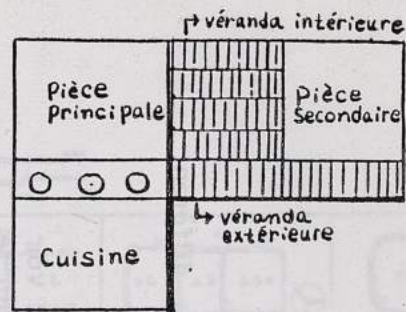 véranda intérieure
Pièce
Principale
Pièce
Secondaire
véranda
extérieure
Cuisine